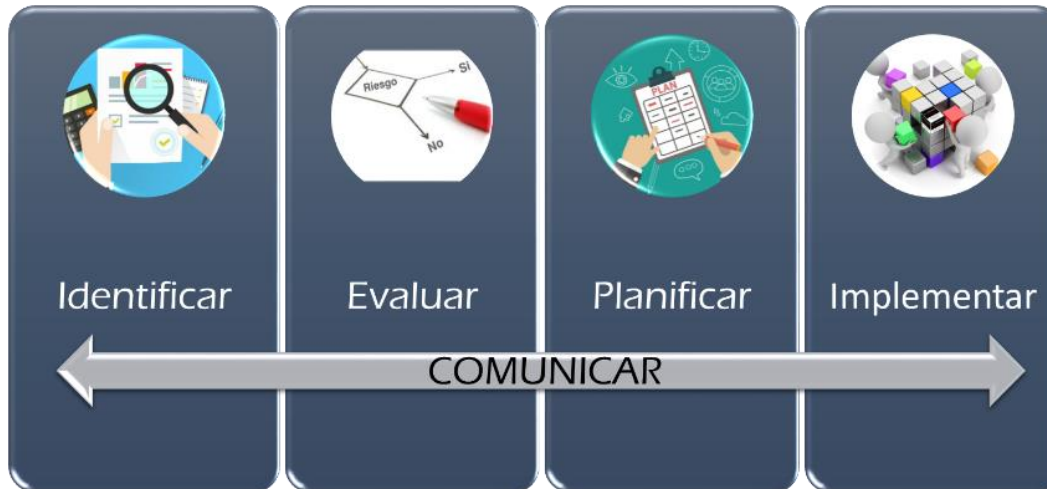 Riesgo
Si
No
PLAN
Identificar
Evaluar
Planificar
Implementar
COMUNICAR